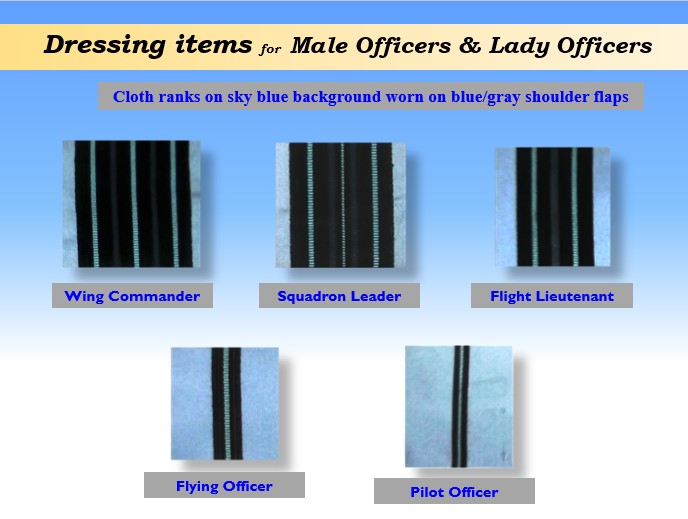 Dressing items for Male Officers & Lady Officers
Cloth ranks on sky blue background worn on blue/gray shoulder flaps
Wing Commander
Squadron Leader
Flight Lieutenant
Flying Officer
Pilot Officer